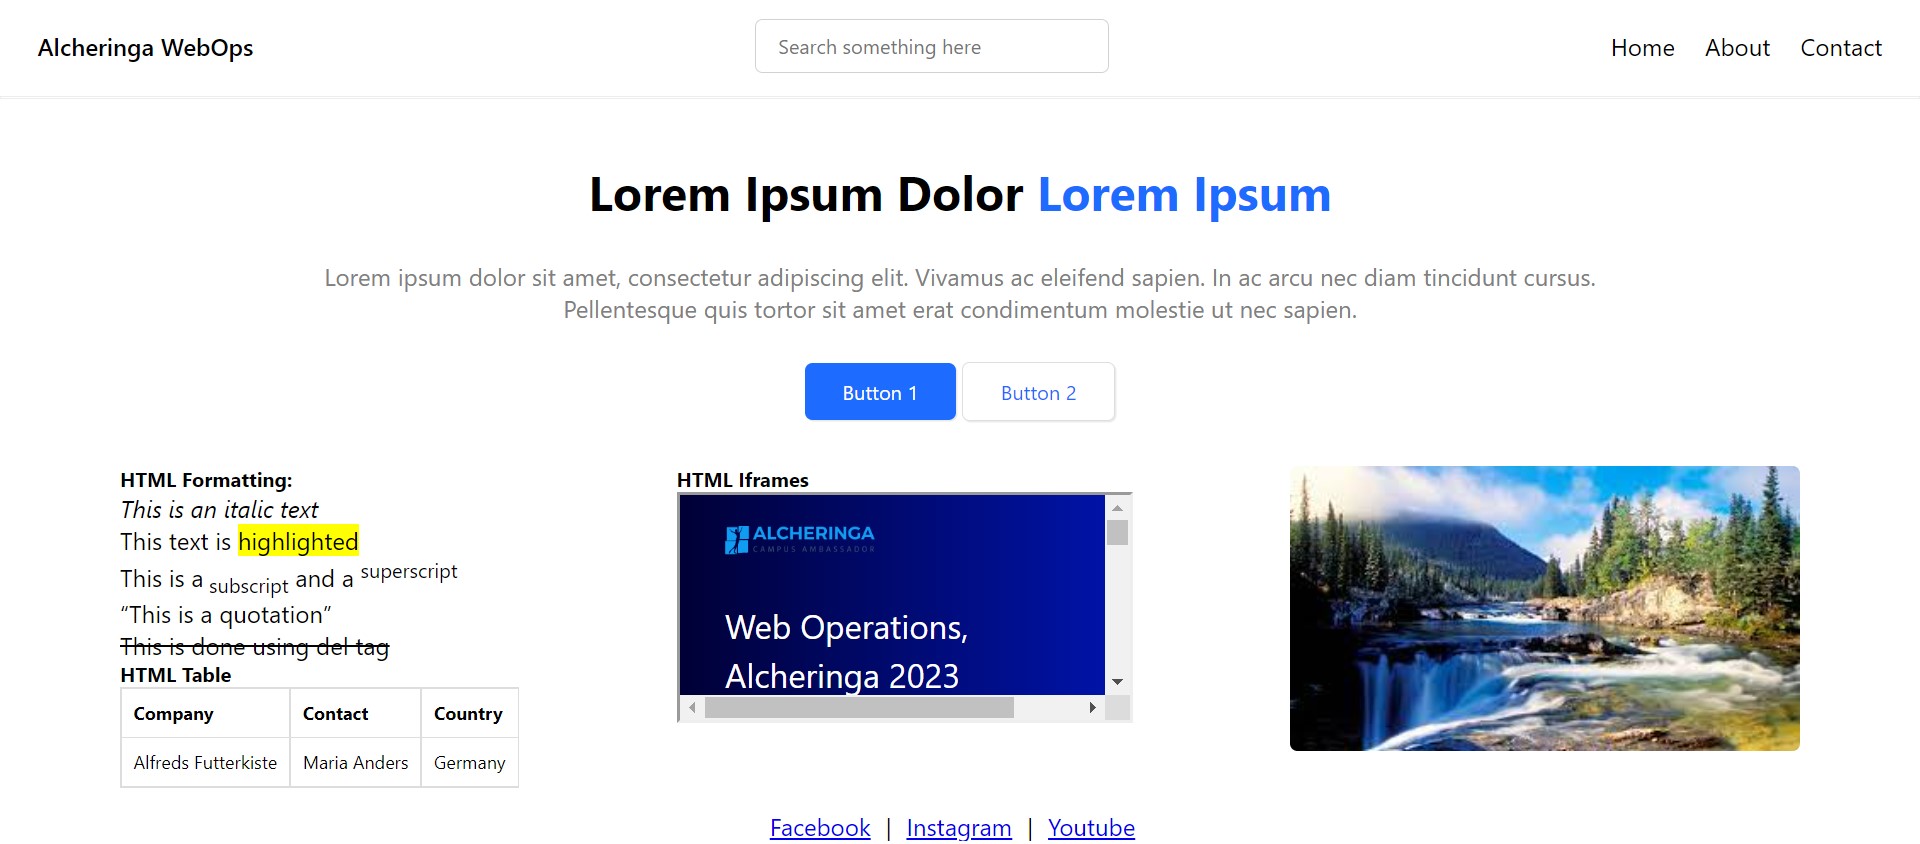 Alcheringa WebOps
Search something here
Home About Contact
Lorem Ipsum Dolor Lorem Ipsum
Lorem ipsum dolor sit amet, consectetur adipiscing elit. Vivamus ac eleifend sapien. In ac arcu nec diam tincidunt cursus.
Pellentesque quis tortor sit amet erat condimentum molestie ut nec sapien.
Button 1 Button 2
HTML Formatting:
This is an italic text
This text is highlighted
This is a subscript and a superscript
“This is a quotation”
This is done using del tag
HTML Table
Company Contact Country
Alfreds Futterkiste Maria Anders Germany
HTML Iframes
ALCHERINGA
CAMPUS AMBASSADOR
Web Operations,
Alcheringa 2023
Facebook | Instagram | Youtube